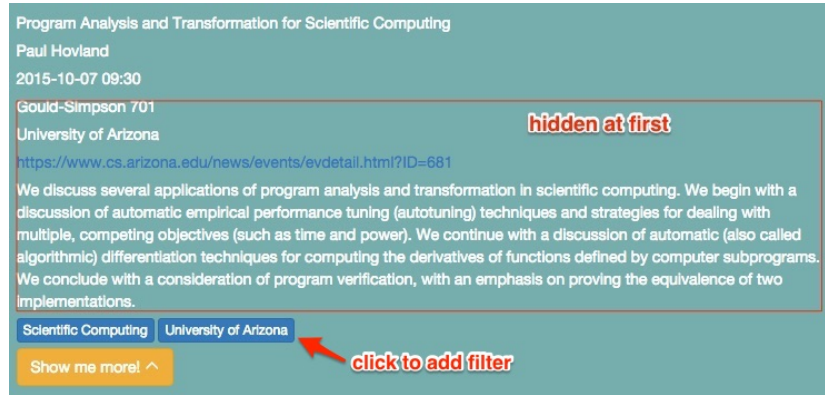 Program Analysis and Transformation for Scientific Computing
Paul Hovland
2015-10-07 09:30
Gould-Simpson 701
hidden at first
University of Arizona
https://www.cs.arizona.edu/news/events/evdetail.html?ID=681
We discuss several applications of program analysis and transformation in scientific computing. We begin with a
discussion of automatic empirical performance tuning (autotuning) techniques and strategies for dealing with
multiple, competing objectives (such as time and power). We continue with a discussion of automatic (also called
algorithmic) differentiation techniques for computing the derivatives of functions defined by computer subprograms.
We conclude with a consideration of program verification, with an emphasis on proving the equivalence of two
implementations.
Scientific Computing University of Arizona
click to add filter
Show me more!